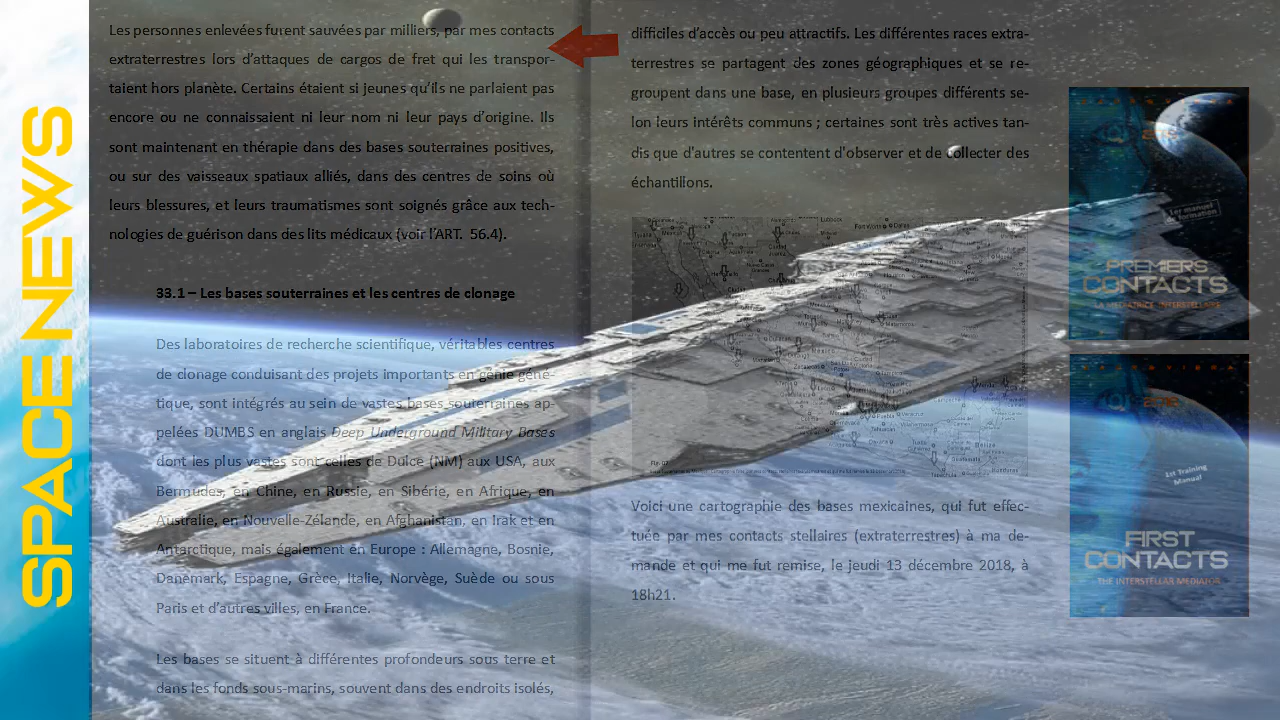 SPACE NEWS
Les personnes enlevées furent sauvées par milliers, par mes contacts
extraterrestres lors d'attaques de cargos de fret qui les transpor-
taient hors planète. Certains étaient si jeunes qu'ils ne parlaient pas
encore ou ne connaissaient ni leur nom ni leur pays d'origine. Ils
sont maintenant en thérapie dans des bases souterraines positives,
ou sur des vaisseaux spatiaux alliés, dans des centres de soins où
leurs blessures, et leurs traumatismes sont soignés grâce aux tech-
nologies de guérison dans des lits médicaux (voir l'ART. 56.4).
33.1 – Les bases souterraines et les centres de clonage
Des laboratoires de recherche scientifique, véritables centres
de clonage conduisant des projets importants en génie géné-
tique, sont intégrés au sein de vastes bases souterraines ap-
pelées DUMBS en anglais Deep Underground Military Bases
dont les plus vastes sont celles de Dulce (NM) aux USA, aux
Bermudes, en Chine, en Russie, en Sibérie, en Afrique, en
Australie, en Nouvelle-Zélande, en Afghanistan, en Irak et en
Antarctique, mais également en Europe : Allemagne, Bosnie,
Danemark, Espagne, Grèce, Italie, Norvège, Suède ou sous
Paris et d'autres villes, en France.
Les bases se situent à différentes profondeurs sous terre et
dans les fonds sous-marins, souvent dans des endroits isolés,
difficiles d'accès ou peu attractifs. Les différentes races extra-
terrestres se partagent des zones géographiques et se re-
groupent dans une base, en plusieurs groupes différents se-
lon leurs intérêts communs ; certaines sont très actives tan-
dis que d'autres se contentent d'observer et de collecter des
échantillons.
Voici une cartographie des bases mexicaines, qui fut effec-
tuée par mes contacts stellaires (extraterrestres) à ma de-
mande et qui me fut remise, le jeudi 13 décembre 2018, à
18h21.
1er manuel
de formation
PREMIERS
CONTACTS
LA MÉDIATRICE INTERSTELLAIRE
1st Training
Manual
FIRST
CONTACTS
THE INTERSTELLAR MEDIATOR